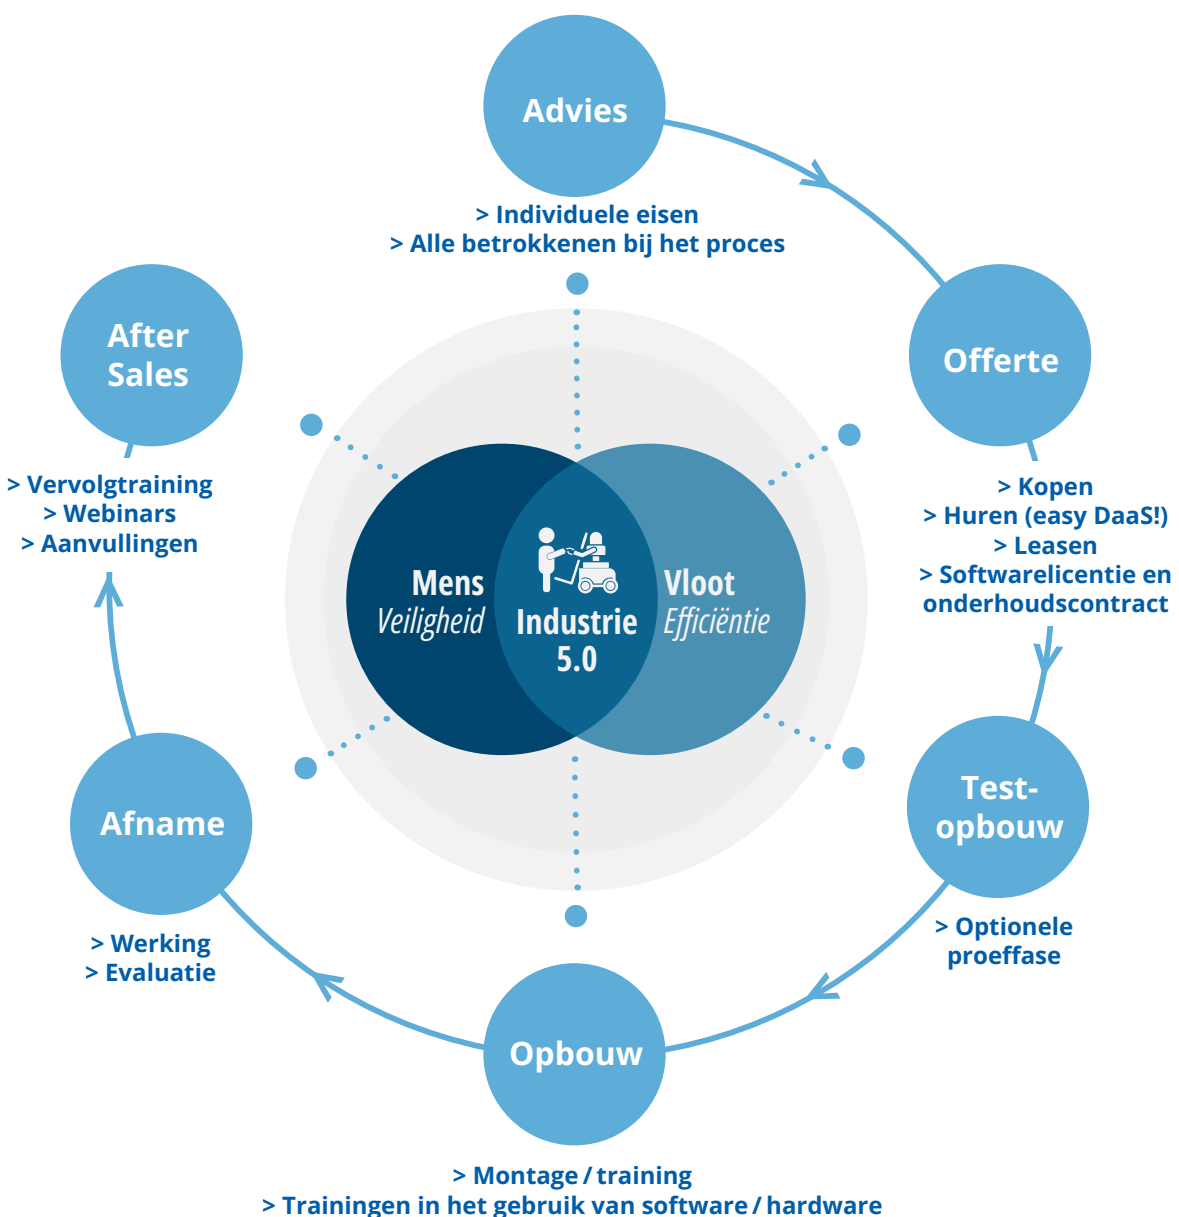 Advies
> Individuele eisen
> Alle betrokkenen bij het proces
Offerte
> Kopen
> Huren (easy DaaS!)
> Leasen
> Softwarelicentie en
onderhoudscontract
Test-
opbouw
> Optionele
proeffase
Opbouw
> Montage / training
> Trainingen in het gebruik van software / hardware
Afname
> Werking
> Evaluatie
After
Sales
> Vervolgtraining
> Webinars
> Aanvullingen
Mens
Veiligheid
Industrie
5.0
Vloot
Efficiëntie